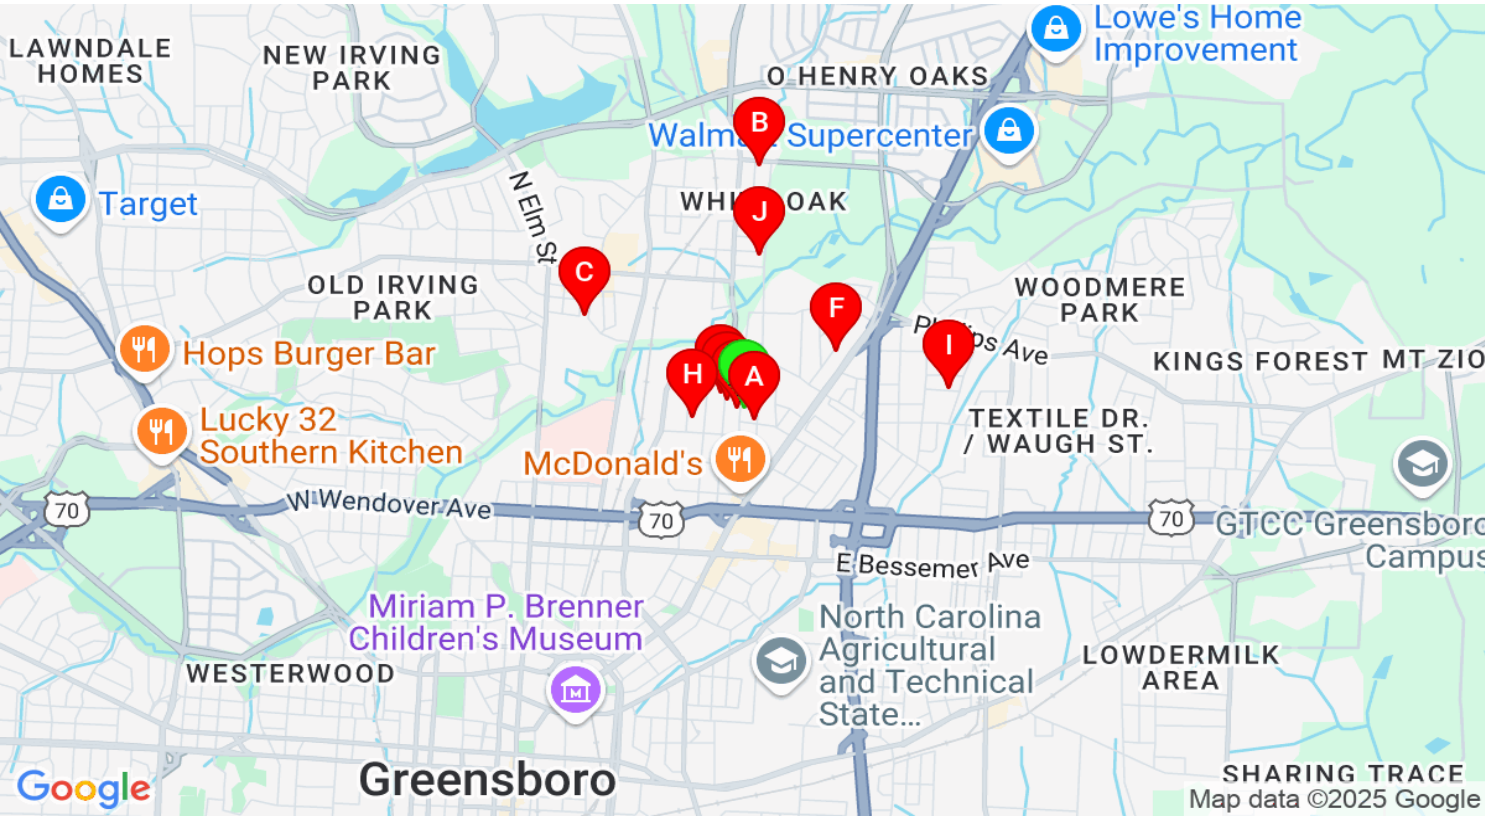 Lowe's Home
Improvement
LAWNDALE
HOMES
NEW IRVING
PARK
O HENRY OAKS
B
Supercenter
Target
N Elm St
OAK
J
C
OLD IRVING
PARK
WOODMERE
PARK
F
Ave
I
Hops Burger Bar
KINGS FOREST
MT ZIO
H
A
Lucky 32
Southern Kitchen
TEXTILE DR.
/ WAUGH ST.
McDonald's
70
N Wendover Ave
70
70
GTCC Greensboro
Campus
E Bessemer Ave
Miriam P. Brenner
Children's Museum
M
North Carolina
Agricultural
and Technical
State...
WESTERWOOD
LOWDERMILK
AREA
Greensboro
Google
SHARING TRACE
Map data ©2025 Google